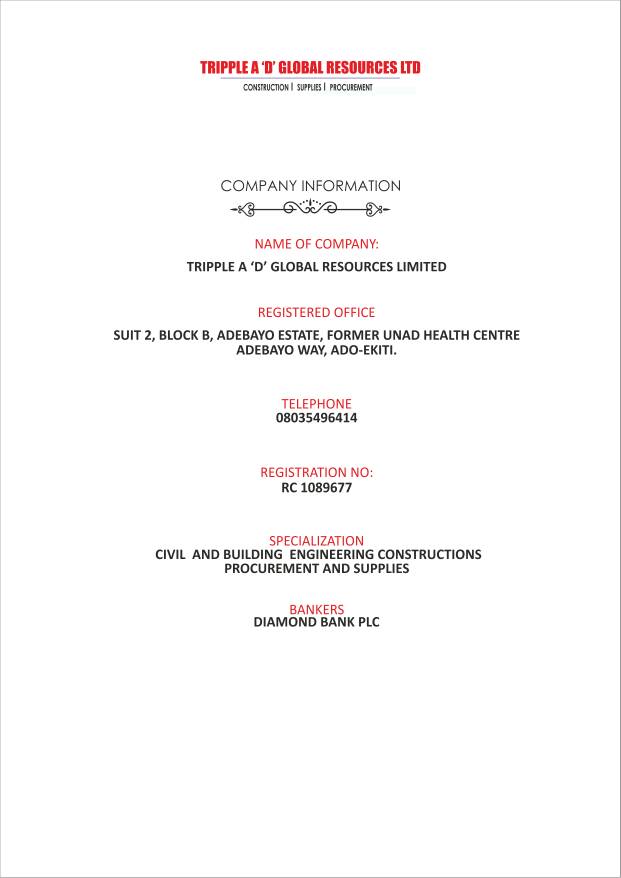 TRIPPLE A ‘D’ GLOBAL RESOURCES LTD
CONSTRUCTION | SUPPLIES | PROCUREMENT
COMPANY INFORMATION
NAME OF COMPANY:
TRIPPLE A ‘D’ GLOBAL RESOURCES LIMITED
REGISTERED OFFICE
SUIT 2, BLOCK B, ADEBAYO ESTATE, FORMER UNAD HEALTH CENTRE
ADEBAYO WAY, ADO-EKITI.
TELEPHONE
08035496414
REGISTRATION NO:
RC 1089677
SPECIALIZATION
CIVIL AND BUILDING ENGINEERING CONSTRUCTIONS
PROCUREMENT AND SUPPLIES
BANKERS
DIAMOND BANK PLC